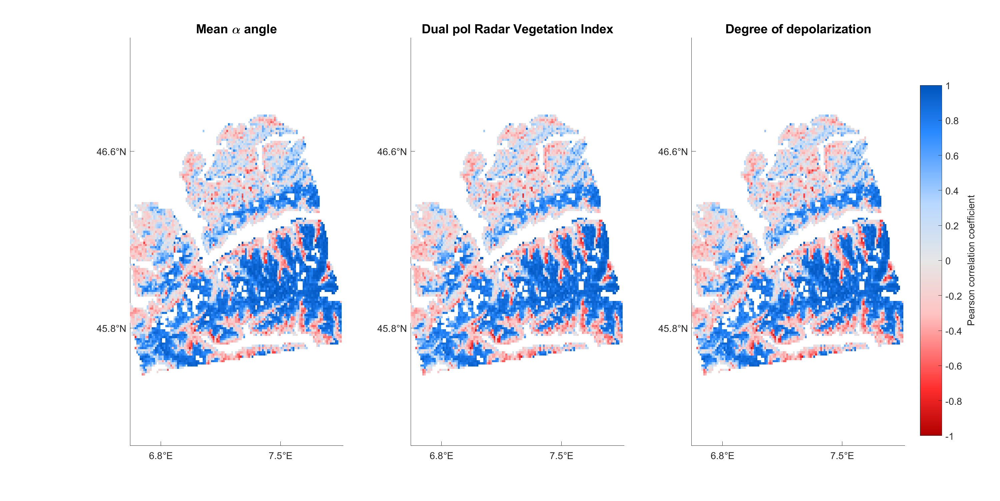 Mean α angle
Dual pol Radar Vegetation Index
Degree of depolarization
46.6°N
45.8°N
6.8°E
7.5°E
46.6°N
45.8°N
6.8°E
7.5°E
46.6°N
45.8°N
6.8°E
7.5°E
1
0.8
0.6
0.4
0.2
0
-0.2
-0.4
-0.6
-0.8
-1
Pearson correlation coefficient